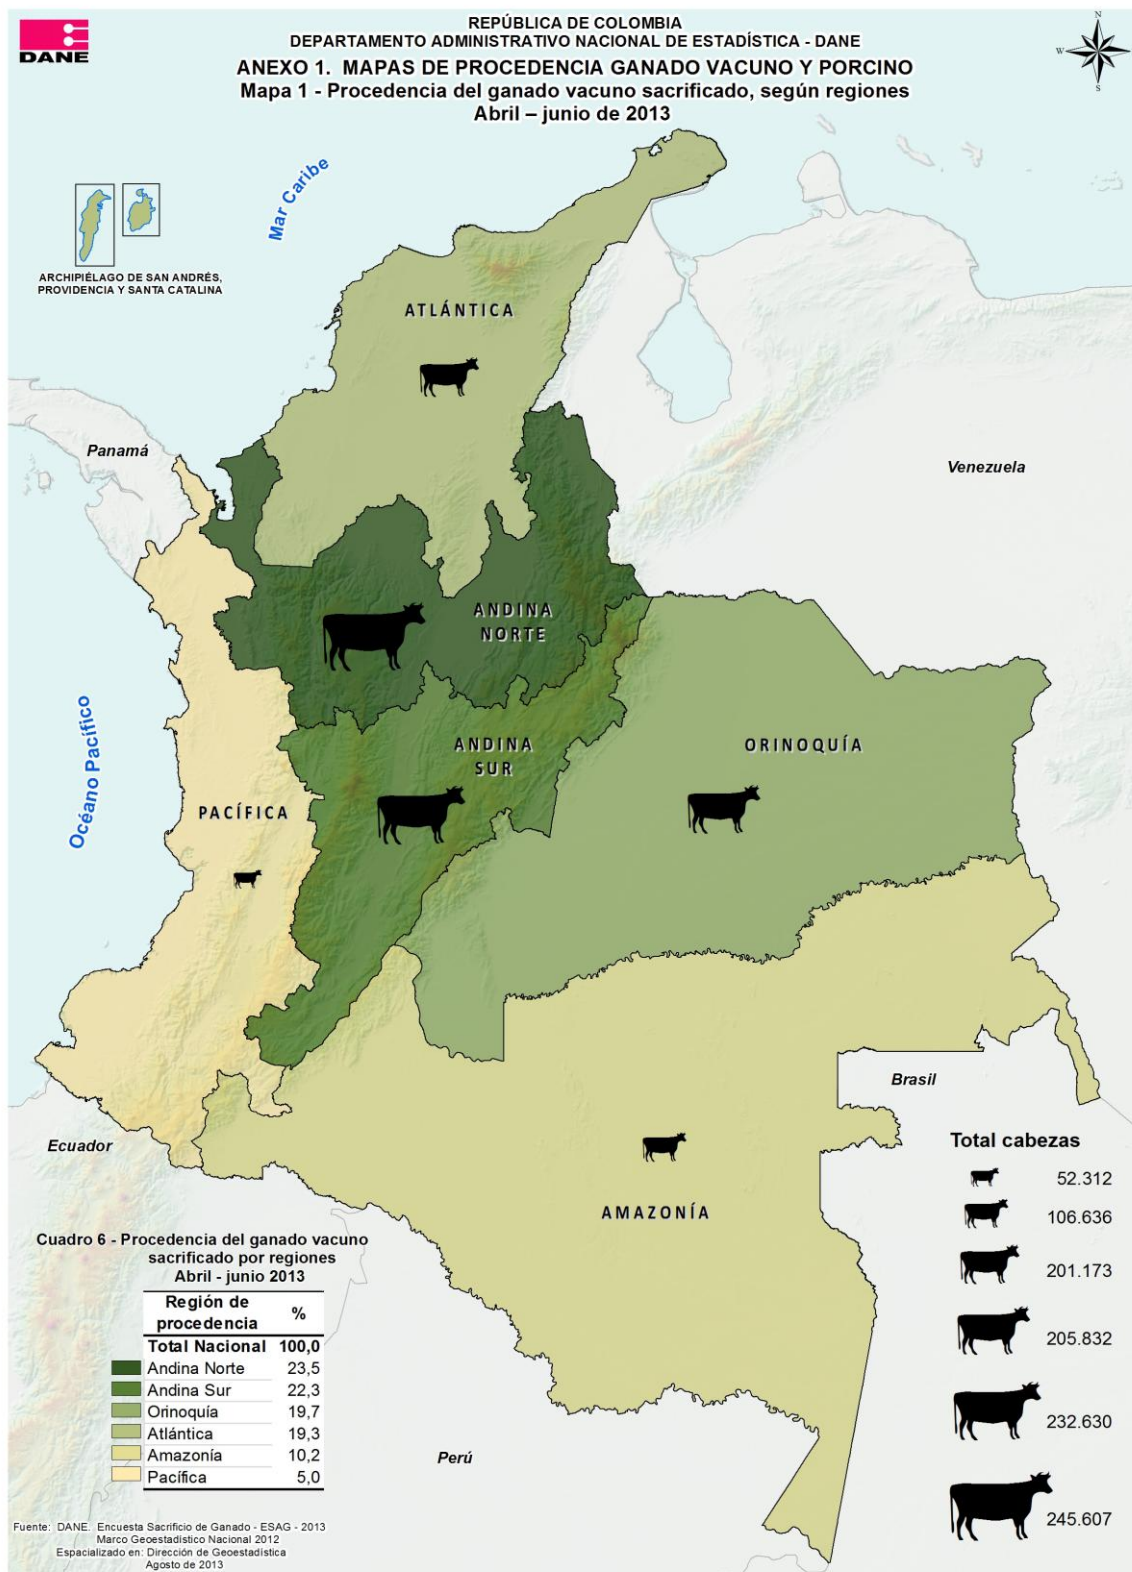 DANE
REPÚBLICA DE COLOMBIA
DEPARTAMENTO ADMINISTRATIVO NACIONAL DE ESTADÍSTICA - DANE
ANEXO 1. MAPAS DE PROCEDENCIA GANADO VACUNO Y PORCINO
Mapa 1 - Procedencia del ganado vacuno sacrificado, según regiones
Abril – junio de 2013
N
W
E
S
Mar Caribe
ARCHIPIÉLAGO DE SAN ANDRÉS,
PROVIDENCIA Y SANTA CATALINA
ATLÁNTICA
Panamá
Venezuela
ANDINA
NORTE
Océano Pacífico
ANDINA
SUR
ORINOQUÍA
PACÍFICA
Brasil
Ecuador
AMAZONÍA
Perú
Total cabezas
52.312
106.636
201.173
205.832
232.630
245.607
Cuadro 6 - Procedencia del ganado vacuno
sacrificado por regiones
Abril - junio 2013
Región de
procedencia %
Total Nacional 100,0
Andina Norte 23,5
Andina Sur 22,3
Orinoquía 19,7
Atlántica 19,3
Amazonía 10,2
Pacífica 5,0
Fuente: DANE. Encuesta Sacrificio de Ganado - ESAG - 2013
Marco Geoestadístico Nacional 2012
Espacializado en: Dirección de Geoestadística
Agosto de 2013